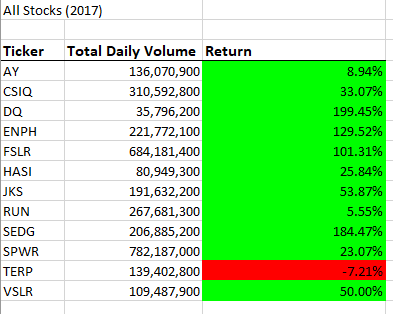 All Stocks (2017)
Ticker Total Daily Volume Return
AY 136,070,900 8.94%
CSIQ 310,592,800 33.07%
DQ 35,796,200 199.45%
ENPH 221,772,100 129.52%
FSLR 684,181,400 101.31%
HASI 80,949,300 25.84%
JKS 191,632,200 53.87%
RUN 267,681,300 5.55%
SEDG 206,885,200 184.47%
SPWR 782,187,000 23.07%
TERP 139,402,800 -7.21%
VSLR 109,487,900 50.00%